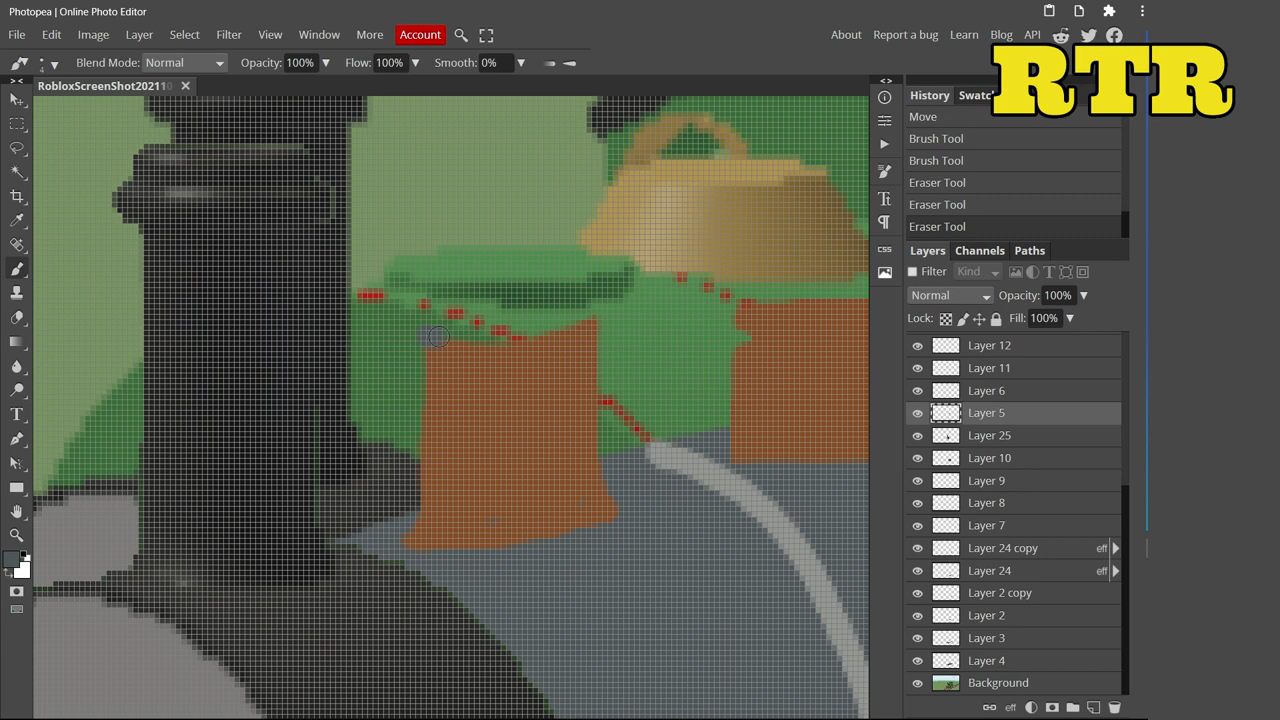 Photopea | Online Photo Editor
File Edit Image Layer Select Filter View Window More Account
About Report a bug Learn Blog API
4 Blend Mode: Normal Opacity: 100% Flow: 100% Smooth: 0%
RTR
RobloxScreenShot202110
> <
< >
History Swatc
Move
Brush Tool
Brush Tool
Eraser Tool
Eraser Tool
Eraser Tool
CSS
Layers Channels Paths
Filter Kind
Normal Opacity: 100%
Lock: Fill: 100%
Layer 12
Layer 11
Layer 6
Layer 5
Layer 25
Layer 10
Layer 9
Layer 8
Layer 7
Layer 24 copy eff
Layer 24 eff
Layer 2 copy
Layer 2
Layer 3
Layer 4
Background
eff